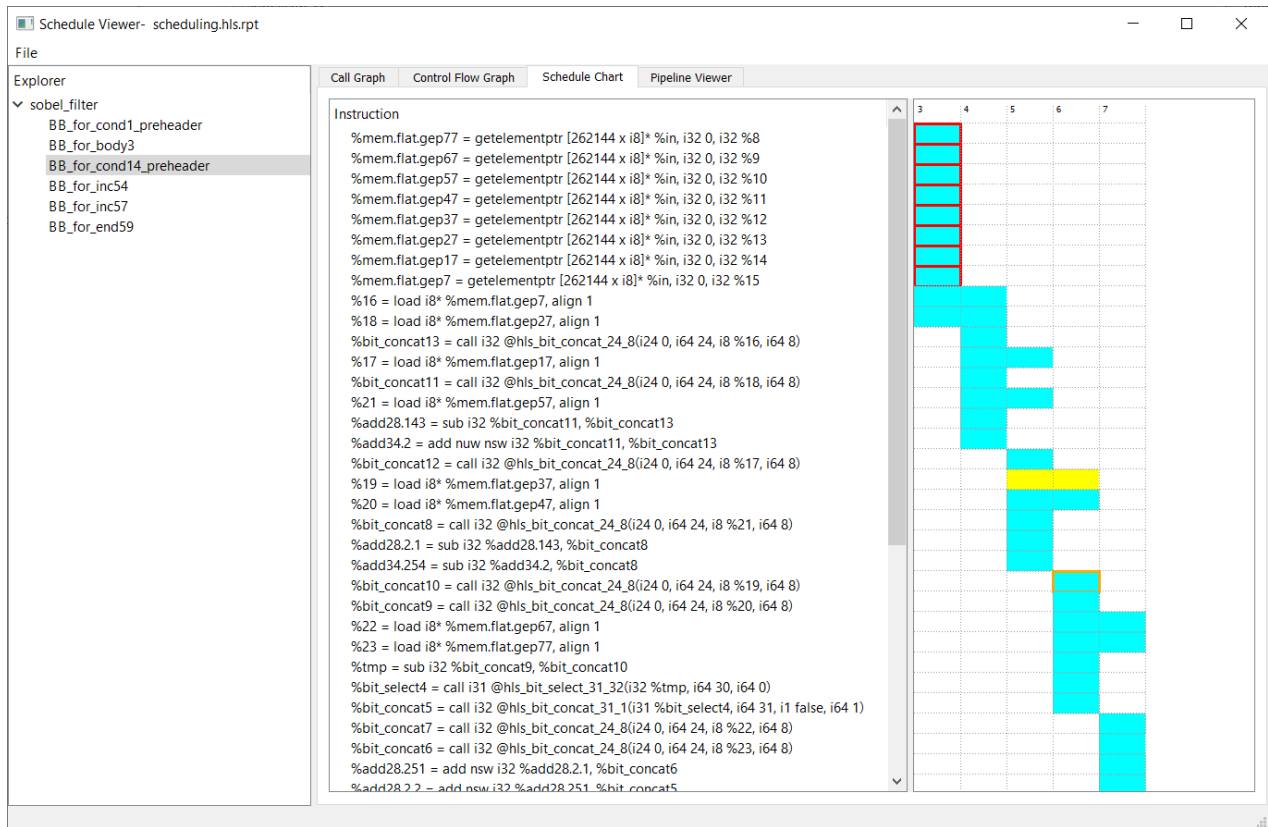 Schedule Viewer- scheduling.hls.rpt
File
Explorer
sobel_filter
BB_for_cond1_preheader
BB_for_body3
BB_for_cond14_preheader
BB_for_inc54
BB_for_inc57
BB_for_end59
Call Graph Control Flow Graph Schedule Chart Pipeline Viewer
Instruction
3 4 5 6 7
%mem.flat.gep77 = getelementptr [262144 x i8]* %in, i32 0, i32 %8
%mem.flat.gep67 = getelementptr [262144 x i8]* %in, i32 0, i32 %9
%mem.flat.gep57 = getelementptr [262144 x i8]* %in, i32 0, i32 %10
%mem.flat.gep47 = getelementptr [262144 x i8]* %in, i32 0, i32 %11
%mem.flat.gep37 = getelementptr [262144 x i8]* %in, i32 0, i32 %12
%mem.flat.gep27 = getelementptr [262144 x i8]* %in, i32 0, i32 %13
%mem.flat.gep17 = getelementptr [262144 x i8]* %in, i32 0, i32 %14
%mem.flat.gep7 = getelementptr [262144 x i8]* %in, i32 0, i32 %15
%16 = load i8* %mem.flat.gep7, align 1
%18 = load i8* %mem.flat.gep27, align 1
%bit_concat13 = call i32 @hls_bit_concat_24_8(i24 0, i64 24, i8 %16, i64 8)
%17 = load i8* %mem.flat.gep17, align 1
%bit_concat11 = call i32 @hls_bit_concat_24_8(i24 0, i64 24, i8 %18, i64 8)
%21 = load i8* %mem.flat.gep57, align 1
%add28.143 = sub i32 %bit_concat11, %bit_concat13
%add34.2 = add nuw nsw i32 %bit_concat11, %bit_concat13
%bit_concat12 = call i32 @hls_bit_concat_24_8(i24 0, i64 24, i8 %17, i64 8)
%19 = load i8* %mem.flat.gep37, align 1
%20 = load i8* %mem.flat.gep47, align 1
%bit_concat8 = call i32 @hls_bit_concat_24_8(i24 0, i64 24, i8 %21, i64 8)
%add28.2.1 = sub i32 %add28.143, %bit_concat8
%add34.254 = sub i32 %add34.2, %bit_concat8
%bit_concat10 = call i32 @hls_bit_concat_24_8(i24 0, i64 24, i8 %19, i64 8)
%bit_concat9 = call i32 @hls_bit_concat_24_8(i24 0, i64 24, i8 %20, i64 8)
%22 = load i8* %mem.flat.gep67, align 1
%23 = load i8* %mem.flat.gep77, align 1
%tmp = sub i32 %bit_concat9, %bit_concat10
%bit_select4 = call i31 @hls_bit_select_31_32(i32 %tmp, i64 30, i64 0)
%bit_concat5 = call i32 @hls_bit_concat_31_1(i31 %bit_select4, i64 31, i1 false, i64 1)
%bit_concat7 = call i32 @hls_bit_concat_24_8(i24 0, i64 24, i8 %22, i64 8)
%bit_concat6 = call i32 @hls_bit_concat_24_8(i24 0, i64 24, i8 %23, i64 8)
%add28.251 = add nsw i32 %add28.2.1, %bit_concat6
%add28.2.2 = add nsw i32 %add28.251, %bit_concat5